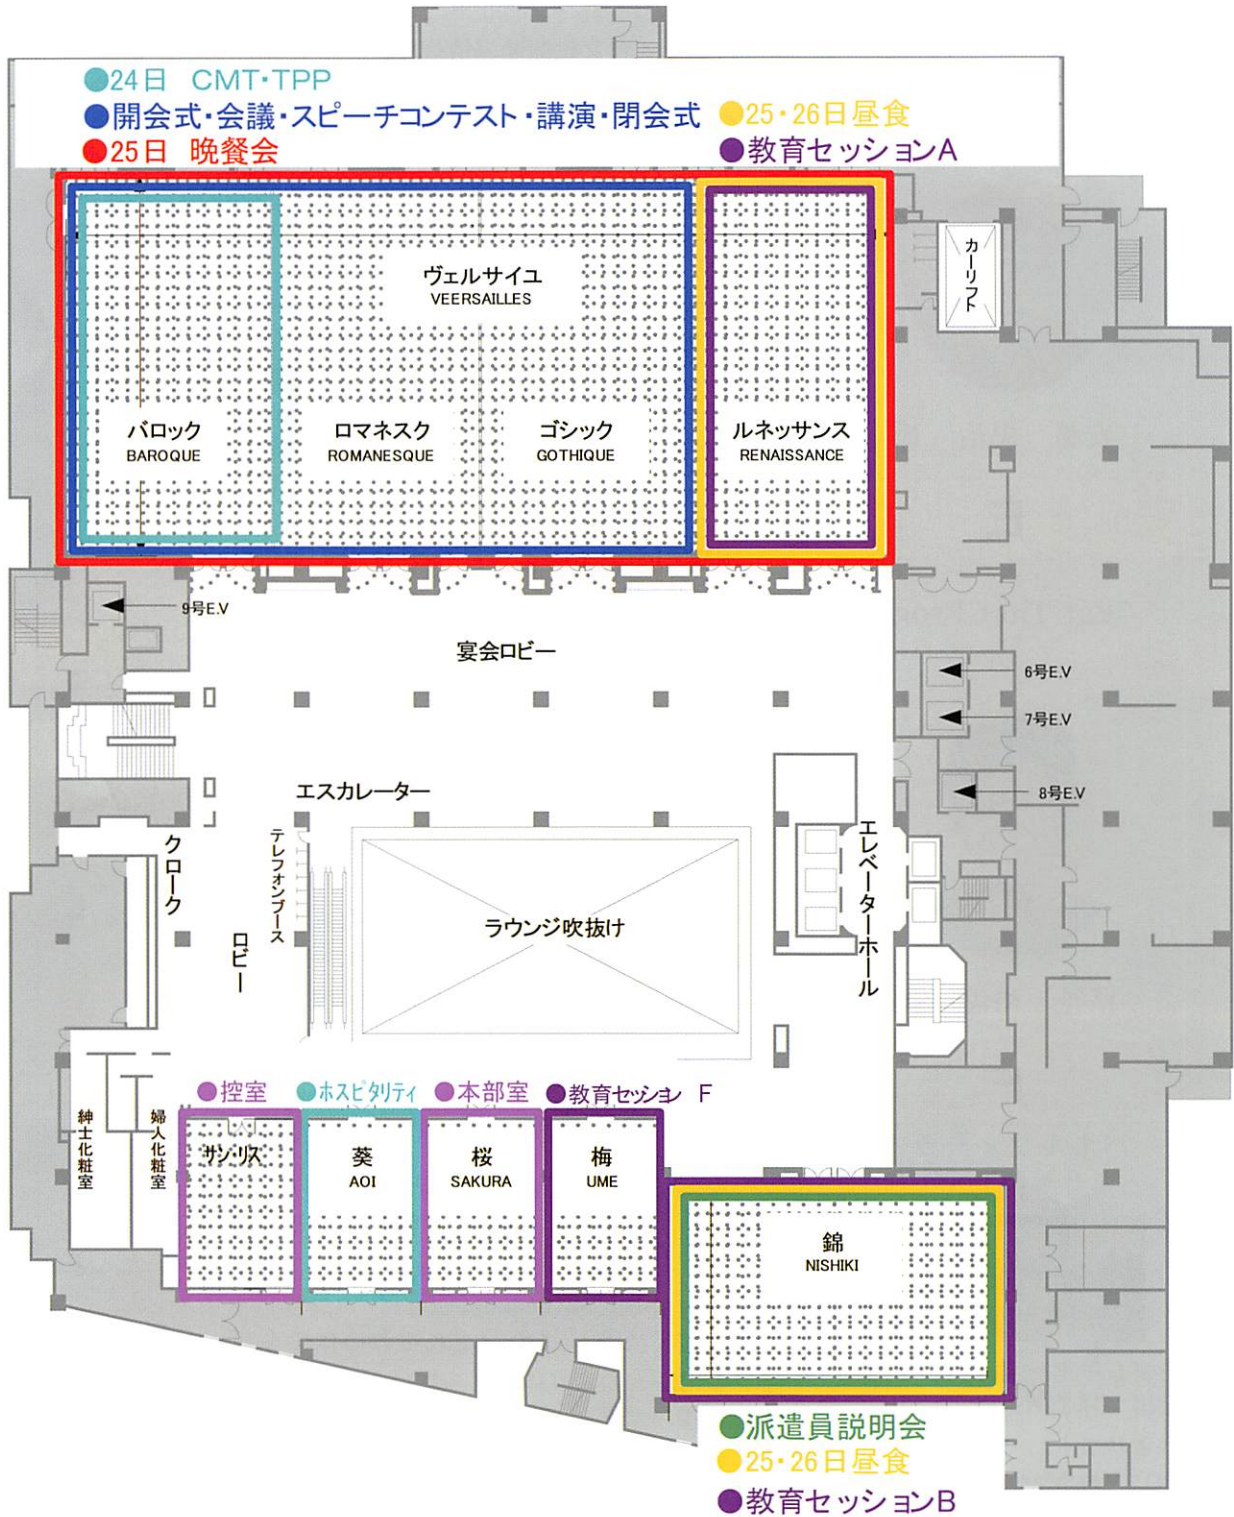 ●24日 CMT・TPP
●開会式・会議・スピーチコンテスト・講演・閉会式
●25・26日昼食
●25日 晩餐会
●教育セッションA
カーリフト
ヴェルサイユ
VEERSAILLES
バロック
BAROQUE
ロマネスク
ROMANESQUE
ゴシック
GOTHIQUE
ルネッサンス
RENAISSANCE
9号E.V
宴会ロビー
6号E.V
7号E.V
8号E.V
エスカレーター
クローク
テレフォンブース
ロビー
ラウンジ吹抜け
エレベーターホール
●控室
●ホスピタリティ
●本部室
●教育セッション F
紳士化粧室
婦人化粧室
サン・リス
葵
AOI
桜
SAKURA
梅
UME
錦
NISHIKI
●派遣員説明会
●25・26日昼食
●教育セッションB